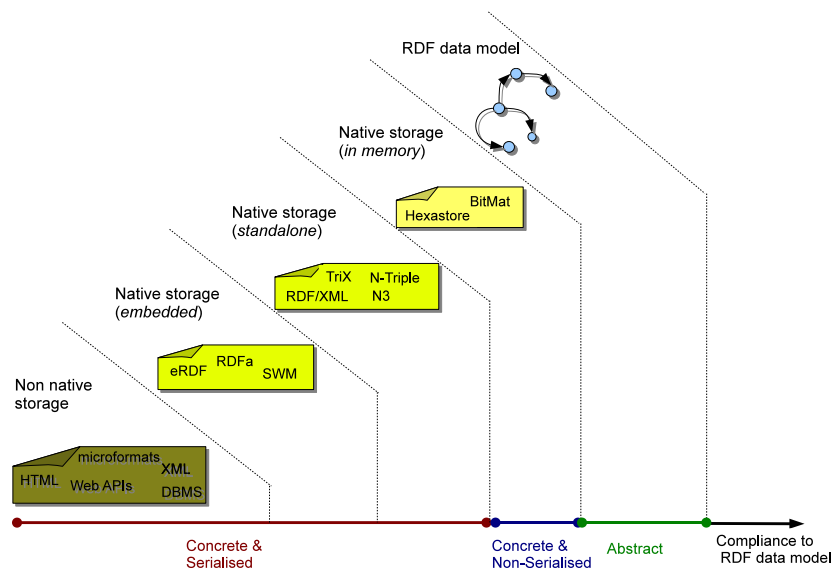 RDF data model
Native storage
(in memory)
BitMat
Hexastore
Native storage
(standalone)
TriX N-Triple
RDF/XML N3
Native storage
(embedded)
RDFa
eRDF
SWM
Non native
storage
microformats
XML
HTML
Web APIs
DBMS
Concrete &
Serialised
Concrete &
Non-Serialised
Abstract
Compliance to
RDF data model